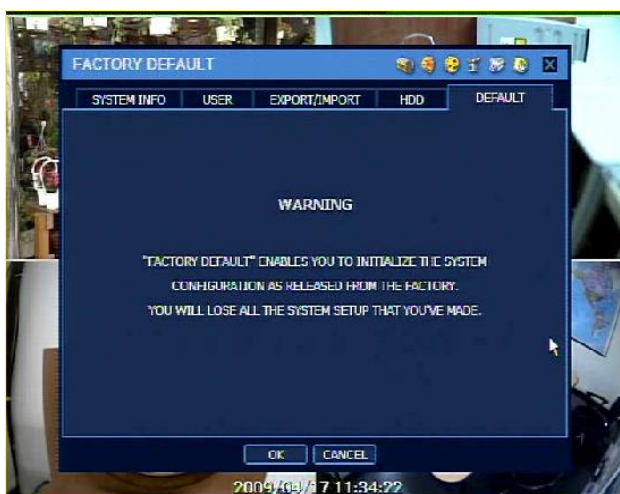 FACTORY DEFAULT
SYSTEM INFO USER EXPORT/IMPORT HDD DEFAULT
WARNING
"FACTORY DEFAULT" ENABLES YOU TO INITIALIZE THE SYSTEM
CONFIGURATION AS RELEASED FROM THE FACTORY.
YOU WILL LOSE ALL THE SYSTEM SETUP THAT YOU'VE MADE.
OK CANCEL
2009/04/17 11:34:22